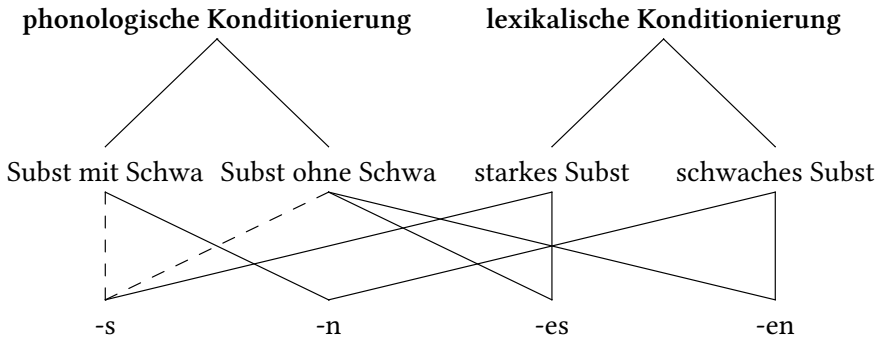 phonologische Konditionierung lexikalische Konditionierung
Subst mit Schwa Subst ohne Schwa starkes Subst schwaches Subst
-s -n -es -en